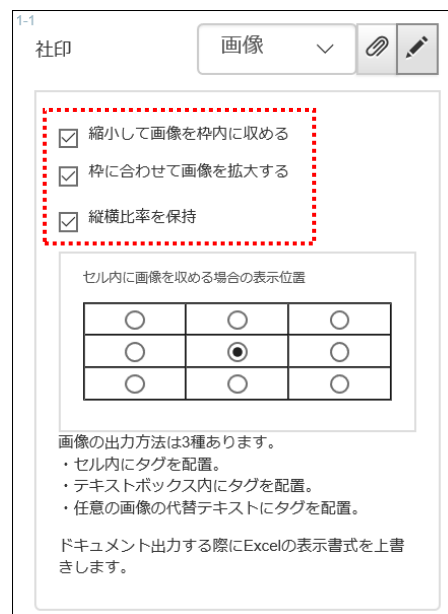 1-1
社印
画像
縮小して画像を枠内に収める
枠に合わせて画像を拡大する
縦横比率を保持
セル内に画像を収める場合の表示位置
画像の出力方法は3種あります。
・セル内にタグを配置。
・テキストボックス内にタグを配置。
・任意の画像の代替テキストにタグを配置。
ドキュメント出力する際にExcelの表示書式を上書
きします。